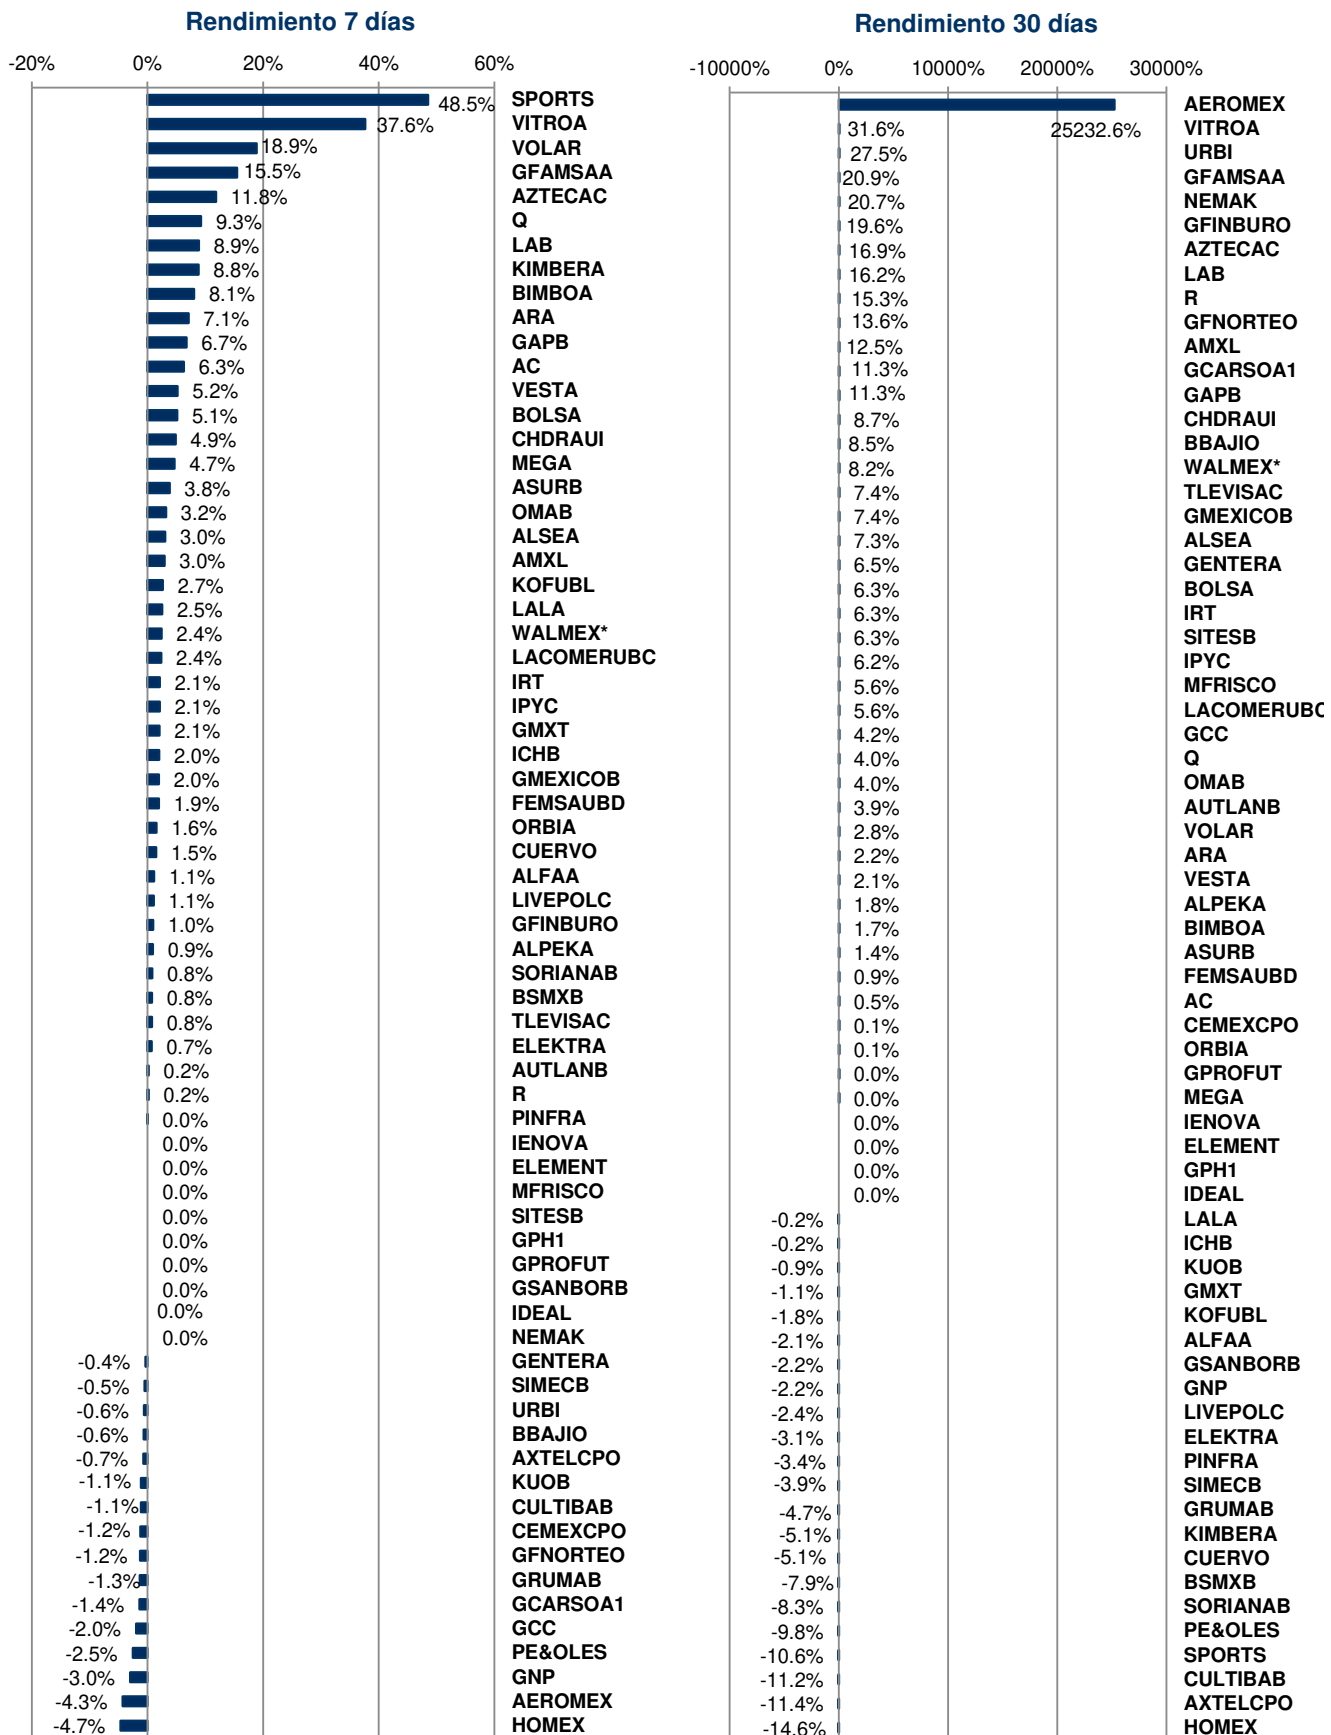 Rendimiento 7 días
-20% 0% 20% 40% 60%
48.5% SPORTS
37.6% VITROA
18.9% VOLAR
15.5% GFAMSAA
11.8% AZTECAC
9.3% Q
8.9% LAB
8.8% KIMBERA
8.1% BIMBOA
7.1% ARA
6.7% GAPB
6.3% AC
5.2% VESTA
5.1% BOLSA
4.9% CHDRAUI
4.7% MEGA
3.8% ASURB
3.2% OMAB
3.0% ALSEA
3.0% AMXL
2.7% KOFUBL
2.5% LALA
2.4% WALMEX*
2.4% LACOMERUBC
2.1% IRT
2.1% IPYC
2.1% GMXT
2.0% ICHB
2.0% GMEXICOB
1.9% FEMSAUBD
1.6% ORBIA
1.5% CUERVO
1.1% ALFAA
1.1% LIVEPOLC
1.0% GFINBURO
0.9% ALPEKA
0.8% SORIANAB
0.8% BSMXB
0.8% TLEVISAC
0.7% ELEKTRA
0.2% AUTLANB
0.2% R
0.0% PINFRA
0.0% IENOVA
0.0% ELEMENT
0.0% MFRISCO
0.0% SITESB
0.0% GPH1
0.0% GPROFUT
0.0% GSANBORB
0.0% IDEAL
0.0% NEMAK
-0.4% GENTERA
-0.5% SIMECB
-0.6% URBI
-0.6% BBAJIO
-0.7% AXTELCPO
-1.1% KUOB
-1.1% CULTIBAB
-1.2% CEMEXCPO
-1.2% GFNORTEO
-1.3% GRUMAB
-1.4% GCARSOA1
-2.0% GCC
-2.5% PE&OLES
-3.0% GNP
-4.3% AEROMEX
-4.7% HOMEX
Rendimiento 30 días
-10000% 0% 10000% 20000% 30000%
AEROMEX
31.6% 25232.6% VITROA
27.5% URBI
20.9% GFAMSAA
20.7% NEMAK
19.6% GFINBURO
16.9% AZTECAC
16.2% LAB
15.3% R
13.6% GFNORTEO
12.5% AMXL
11.3% GCARSOA1
11.3% GAPB
8.7% CHDRAUI
8.5% BBAJIO
8.2% WALMEX*
7.4% TLEVISAC
7.4% GMEXICOB
7.3% ALSEA
6.5% GENTERA
6.3% BOLSA
6.3% IRT
6.3% SITESB
6.2% IPYC
5.6% MFRISCO
5.6% LACOMERUBC
4.2% GCC
4.0% Q
4.0% OMAB
3.9% AUTLANB
2.8% VOLAR
2.2% ARA
2.1% VESTA
1.8% ALPEKA
1.7% BIMBOA
1.4% ASURB
0.9% FEMSAUBD
0.5% AC
0.1% CEMEXCPO
0.1% ORBIA
0.0% GPROFUT
0.0% MEGA
0.0% IENOVA
0.0% ELEMENT
0.0% GPH1
0.0% IDEAL
-0.2% LALA
-0.2% ICHB
-0.9% KUOB
-1.1% GMXT
-1.8% KOFUBL
-2.1% ALFAA
-2.2% GSANBORB
-2.2% GNP
-2.4% LIVEPOLC
-3.1% ELEKTRA
-3.4% PINFRA
-3.9% SIMECB
-4.7% GRUMAB
-5.1% KIMBERA
-5.1% CUERVO
-7.9% BSMXB
-8.3% SORIANAB
-9.8% PE&OLES
-10.6% SPORTS
-11.2% CULTIBAB
-11.4% AXTELCPO
-14.6% HOMEX